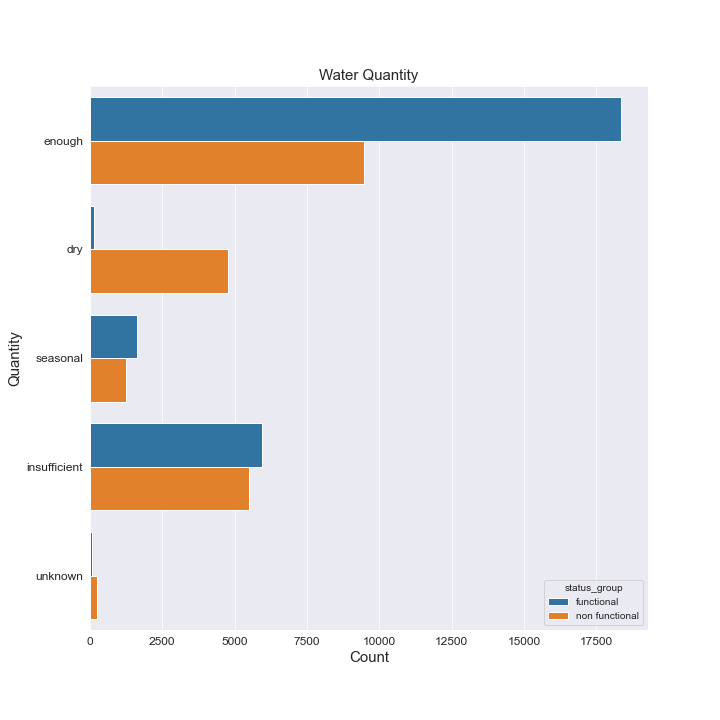 Water Quantity
enough
dry
seasonal
insufficient
unknown
Quantity
0 2500 5000 7500 10000 12500 15000 17500
Count
status_group
functional
non functional